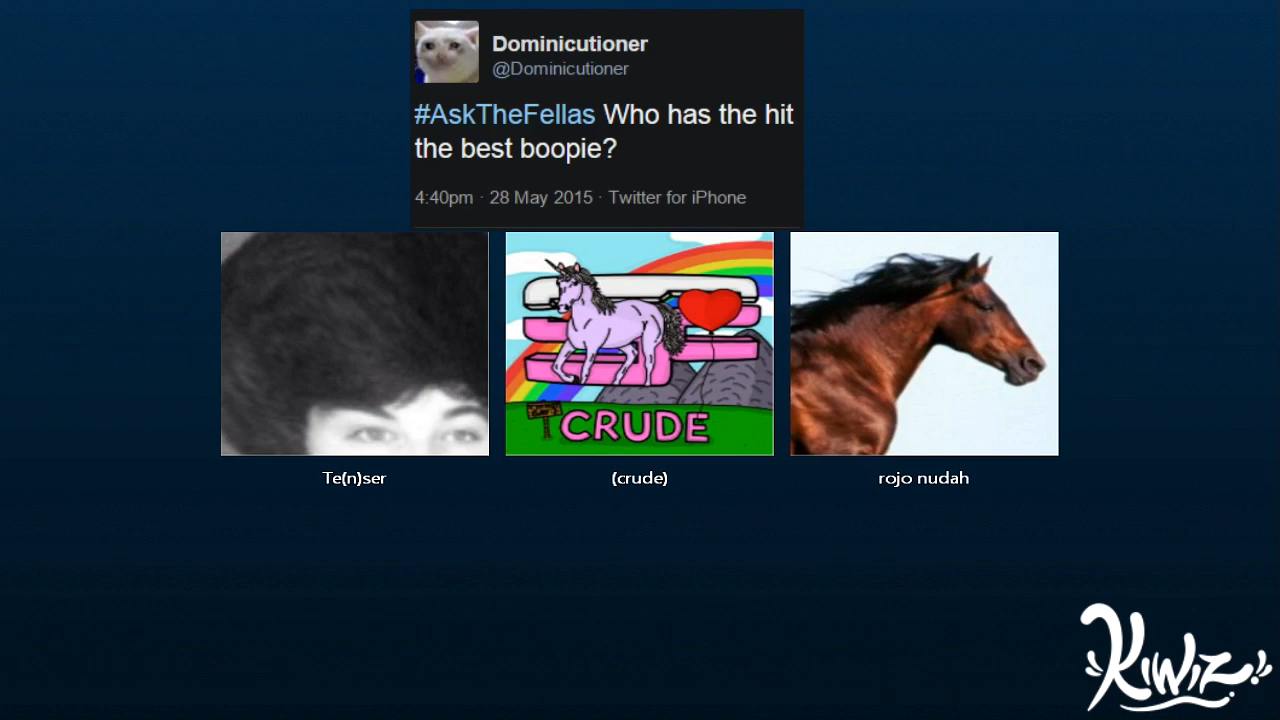 Dominicutioner
@Dominicutioner
#AskTheFellas Who has the hit
the best boopie?
4:40pm · 28 May 2015 · Twitter for iPhone
CRUDE
Te(n)ser
(crude)
rojo nudah
KiWiZ